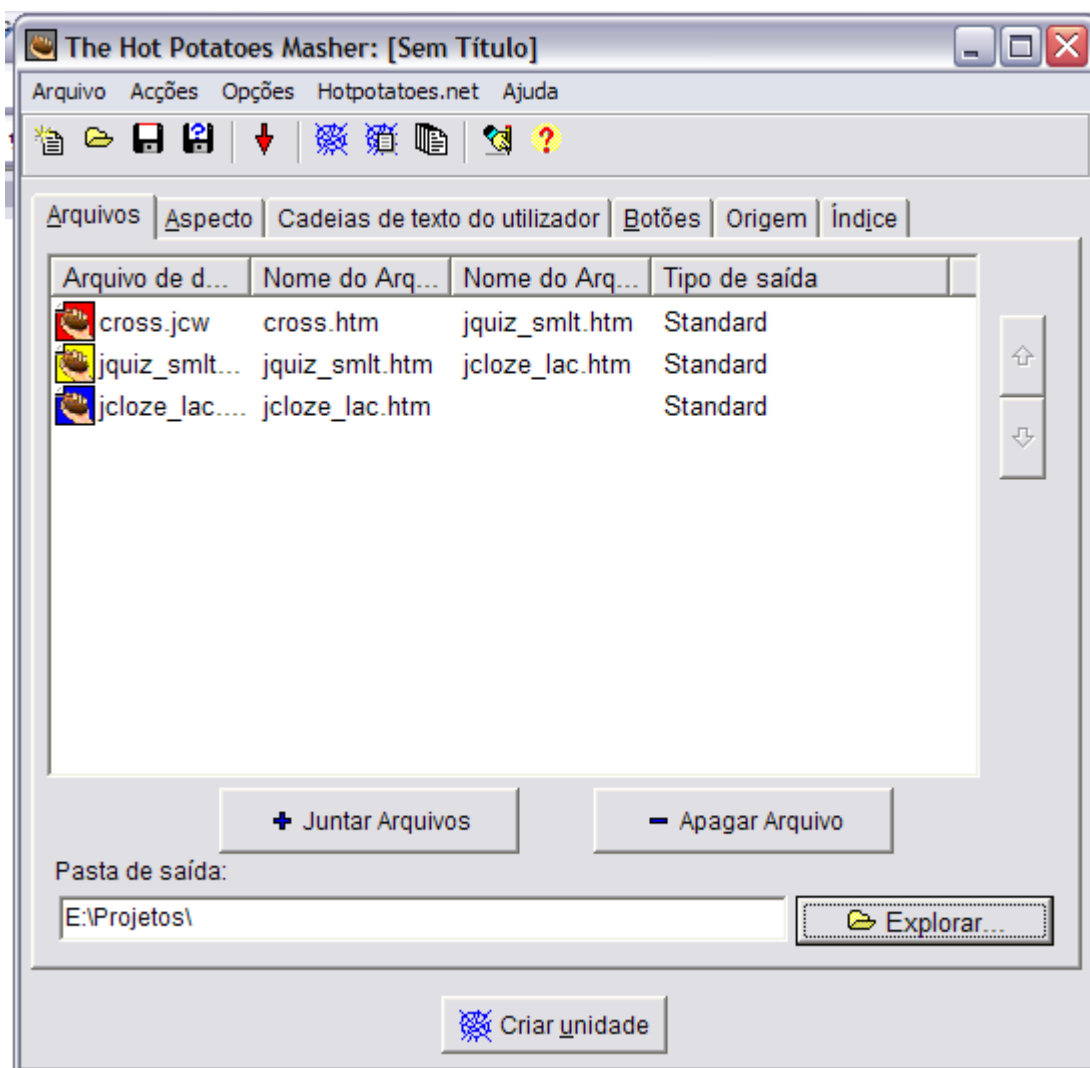 The Hot Potatoes Masher: [Sem Título]
Arquivo Acções Opções Hotpotatoes.net Ajuda
Arquivos Aspecto Cadeias de texto do utilizador Botões Origem Índice
Arquivo de d... Nome do Arq... Nome do Arq... Tipo de saída
cross.jcw cross.htm jquiz_smlt.htm Standard
jquiz_smlt... jquiz_smlt.htm jcloze_lac.htm Standard
jcloze_lac.... jcloze_lac.htm Standard
+ Juntar Arquivos - Apagar Arquivo
Pasta de saída:
E:\Projetos\ Explorar...
Criar unidade